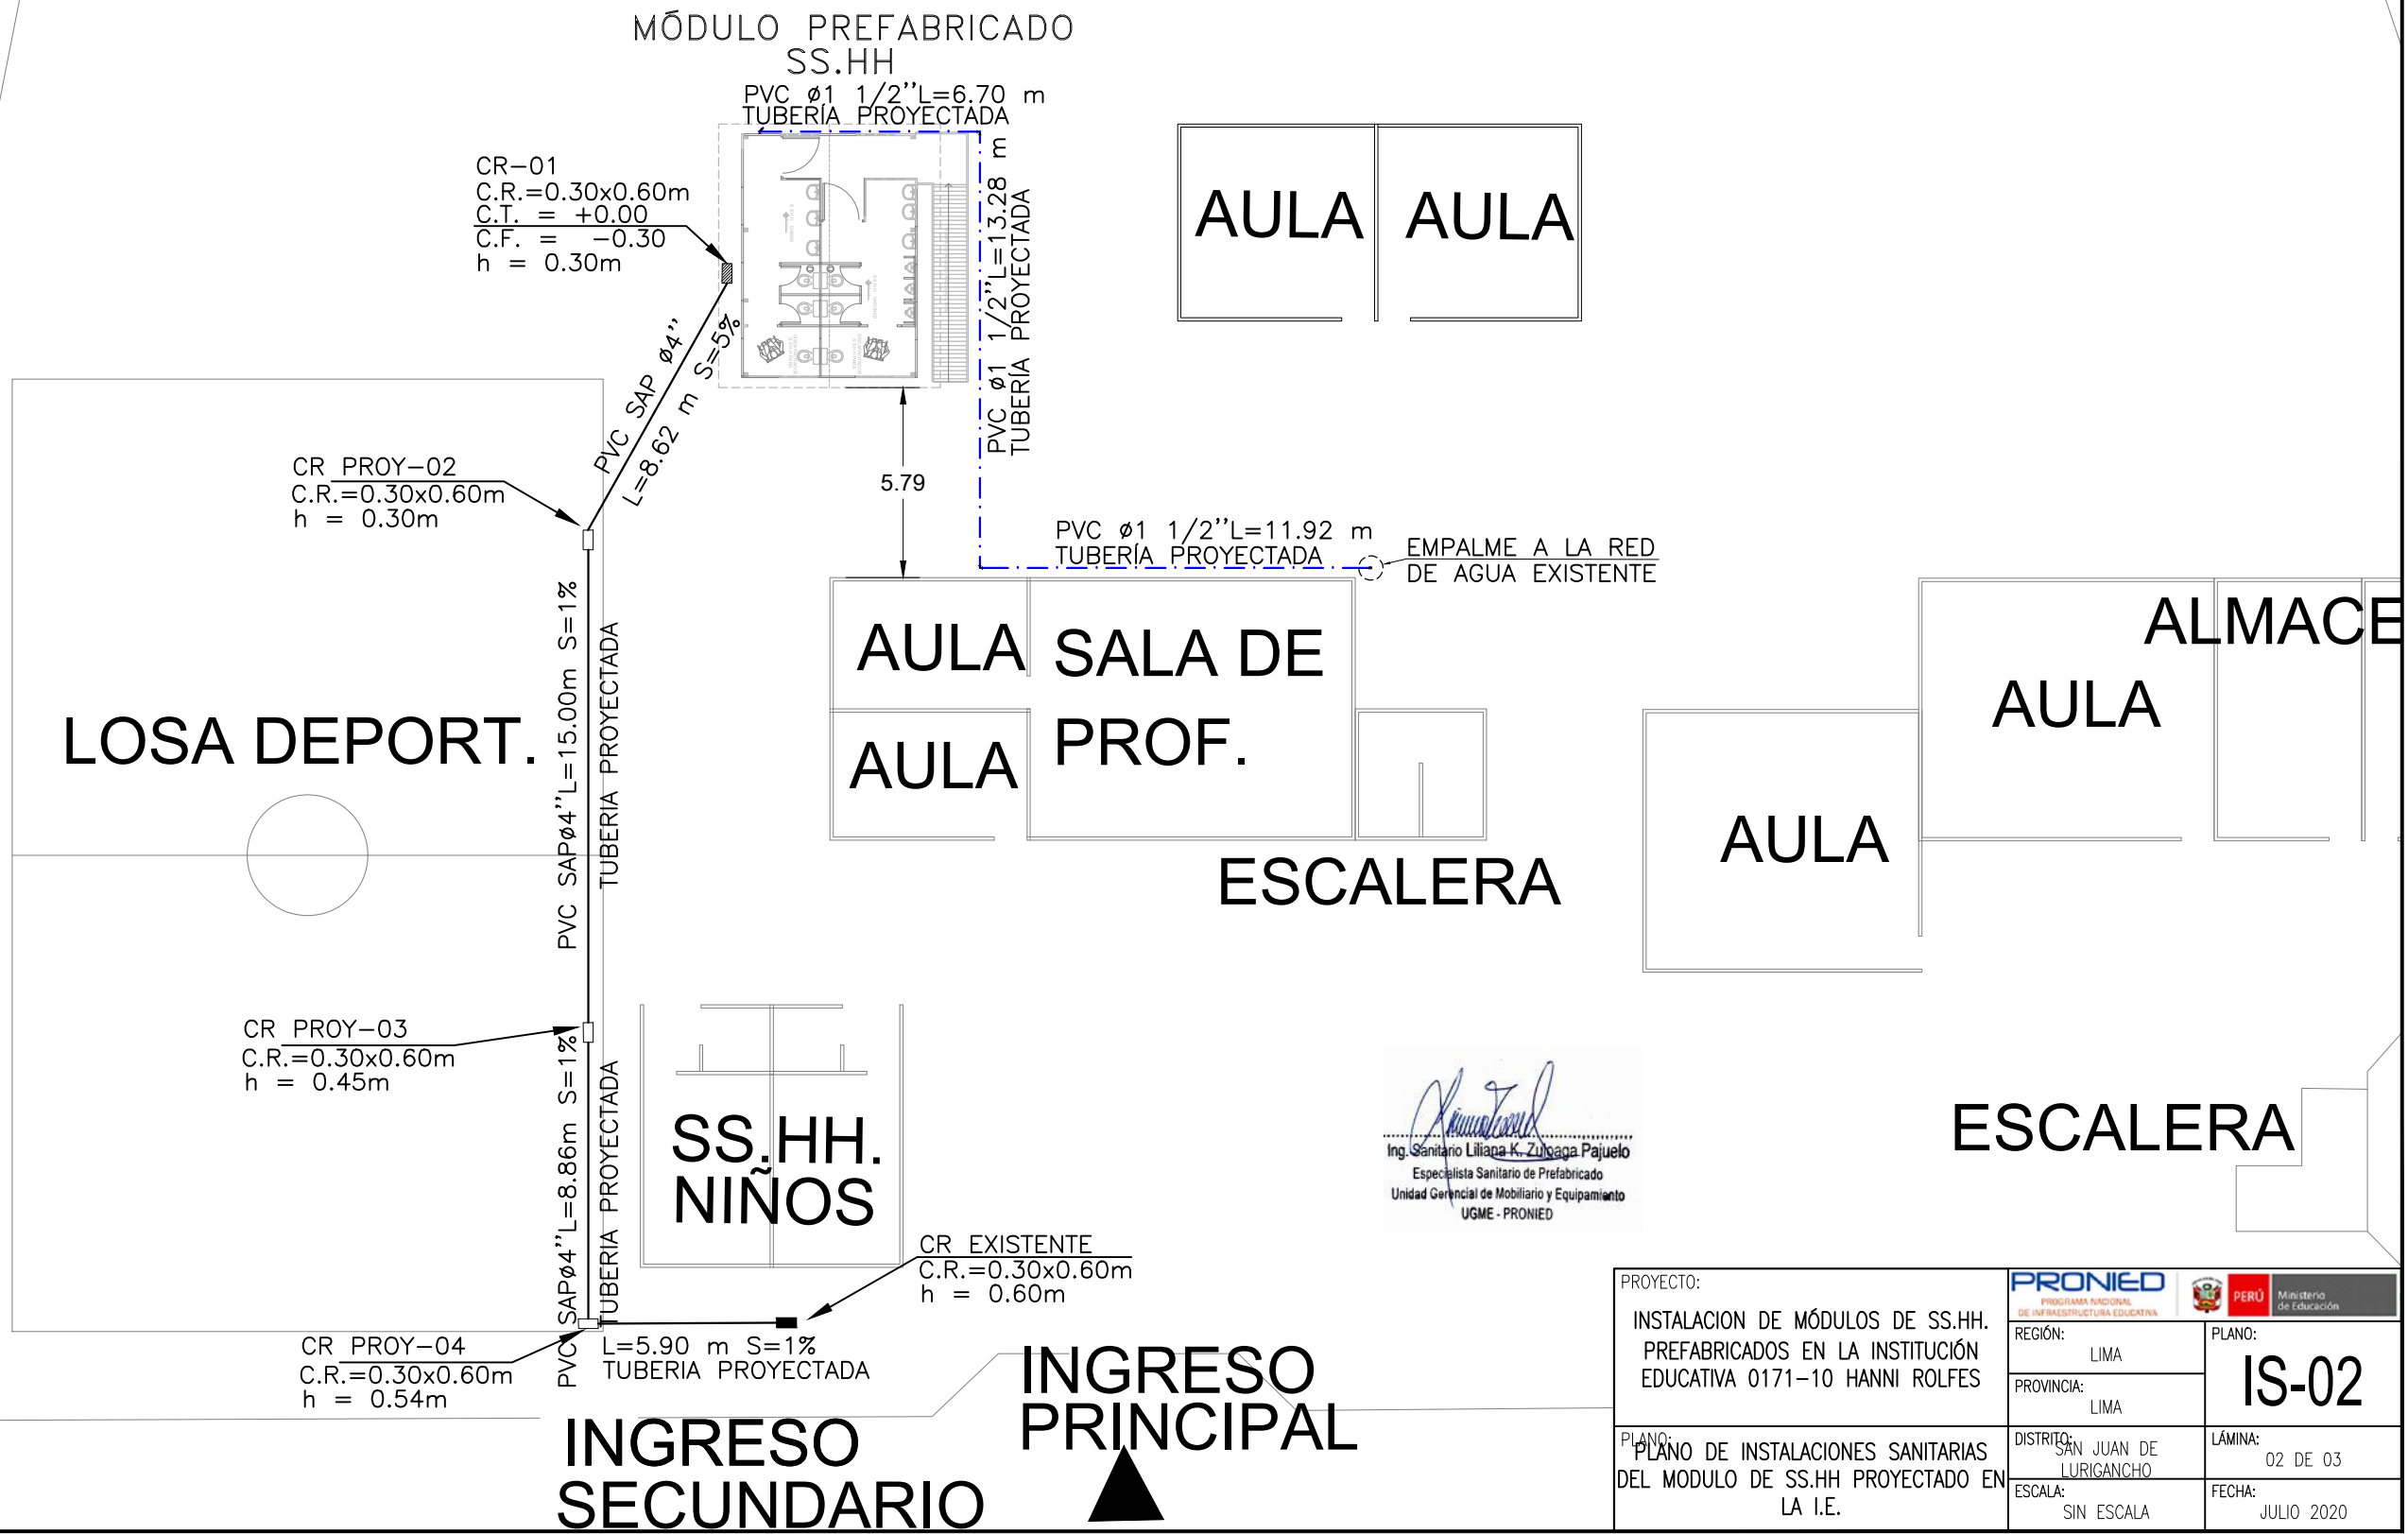 MÓDULO PREFABRICADO
SS.HH
PVC ø1 1/2''L=6.70 m
TUBERÍA PROYECTADA
CR-01
C.R.=0.30x0.60m
C.T. = +0.00
C.F. = -0.30
h = 0.30m
PVC ø1 1/2''L=13.28 m
TUBERÍA PROYECTADA
AULA
AULA
PVC SAP ø4''
L=8.62 m S=5%
CR PROY-02
C.R.=0.30x0.60m
h = 0.30m
5.79
PVC ø1 1/2''L=11.92 m
TUBERÍA PROYECTADA
EMPALME A LA RED
DE AGUA EXISTENTE
PVC SAPø4''L=15.00m S=1%
TUBERIA PROYECTADA
LOSA DEPORT.
AULA
SALA DE
PROF.
AULA
ESCALERA
AULA
AULA
ALMACE
CR PROY-03
C.R.=0.30x0.60m
h = 0.45m
PVC SAPø4''L=8.86m S=1%
TUBERIA PROYECTADA
SS.HH.
NIÑOS
ESCALERA
CR EXISTENTE
C.R.=0.30x0.60m
h = 0.60m
CR PROY-04
C.R.=0.30x0.60m
h = 0.54m
L=5.90 m S=1%
TUBERIA PROYECTADA
INGRESO
PRINCIPAL
INGRESO
SECUNDARIO
Ing. Sanitario Liliana K. Zuloaga Pajuelo
Especialista Sanitario de Prefabricado
Unidad Gerencial de Mobiliario y Equipamiento
UGME - PRONIED
PROYECTO:
INSTALACION DE MÓDULOS DE SS.HH.
PREFABRICADOS EN LA INSTITUCIÓN
EDUCATIVA 0171-10 HANNI ROLFES
PLANO:
PLANO DE INSTALACIONES SANITARIAS
DEL MODULO DE SS.HH PROYECTADO EN
LA I.E.
PRONIED
PROGRAMA NACIONAL
DE INFRAESTRUCTURA EDUCATIVA
PERÚ
Ministerio
de Educación
REGIÓN:
LIMA
PROVINCIA:
LIMA
DISTRITO:
SAN JUAN DE
LURIGANCHO
ESCALA:
SIN ESCALA
PLANO:
IS-02
LÁMINA:
02 DE 03
FECHA:
JULIO 2020